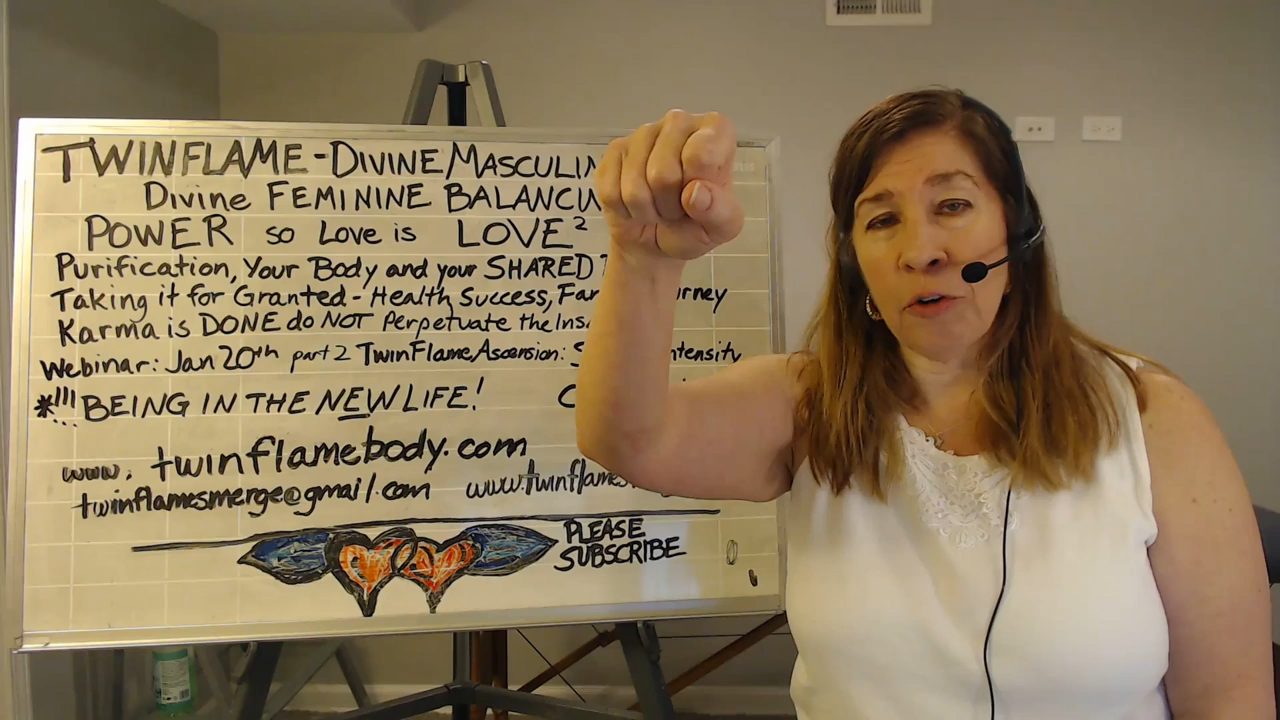 TWINFLAME - DIVINE MASCULIN
Divine FEMININE BALANCIN
POWER so Love is LOVE²
Purification, Your Body and your SHARED
Taking it for Granted - Health, Success, Fa urney
KARMA is DONE do NOT Perpetuate the Ins
Webinar: Jan 20th part 2 TwinFlame Ascension: S ntensity
*!!! BEING IN THE NEW LIFE! C
www. twinflamebody.com
twinflamesmerge@gmail.com www.twinflames
PLEASE
SUBSCRIBE